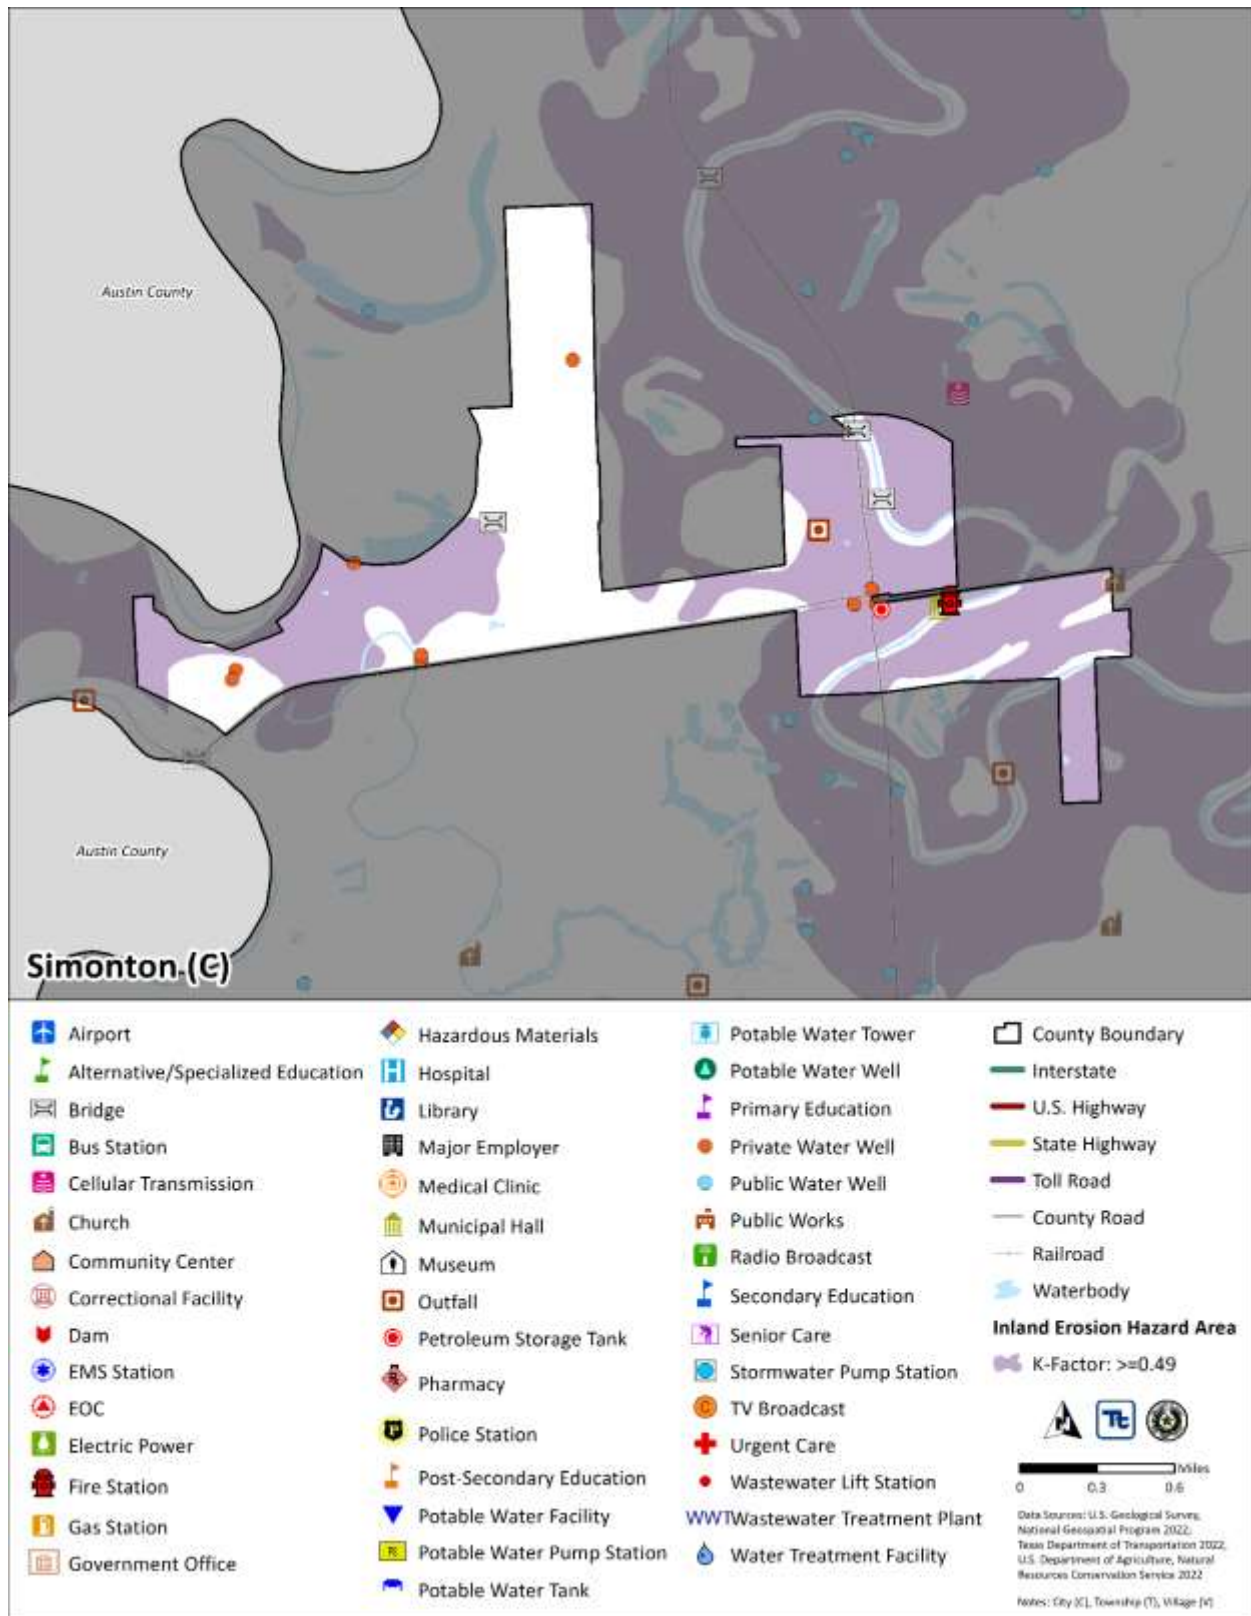 Austin County
Austin County
Simonton (C)
Airport
Alternative/Specialized Education
Bridge
Bus Station
Cellular Transmission
Church
Community Center
Correctional Facility
Dam
EMS Station
EOC
Electric Power
Fire Station
Gas Station
Government Office
Hazardous Materials
Hospital
Library
Major Employer
Medical Clinic
Municipal Hall
Museum
Outfall
Petroleum Storage Tank
Pharmacy
Police Station
Post-Secondary Education
Potable Water Facility
PS Potable Water Pump Station
Potable Water Tank
Potable Water Tower
Potable Water Well
Primary Education
Private Water Well
Public Water Well
Public Works
Radio Broadcast
Secondary Education
Senior Care
Stormwater Pump Station
C TV Broadcast
Urgent Care
Wastewater Lift Station
WWT Wastewater Treatment Plant
Water Treatment Facility
County Boundary
Interstate
U.S. Highway
State Highway
Toll Road
County Road
Railroad
Waterbody
Inland Erosion Hazard Area
K-Factor: >=0.49
Miles
0 0.3 0.6
Data Sources: U.S. Geological Survey,
National Geospatial Program 2022;
Texas Department of Transportation 2022,
U.S. Department of Agriculture, Natural
Resources Conservation Service 2022
Notes: City (C), Township (T), Village (V)